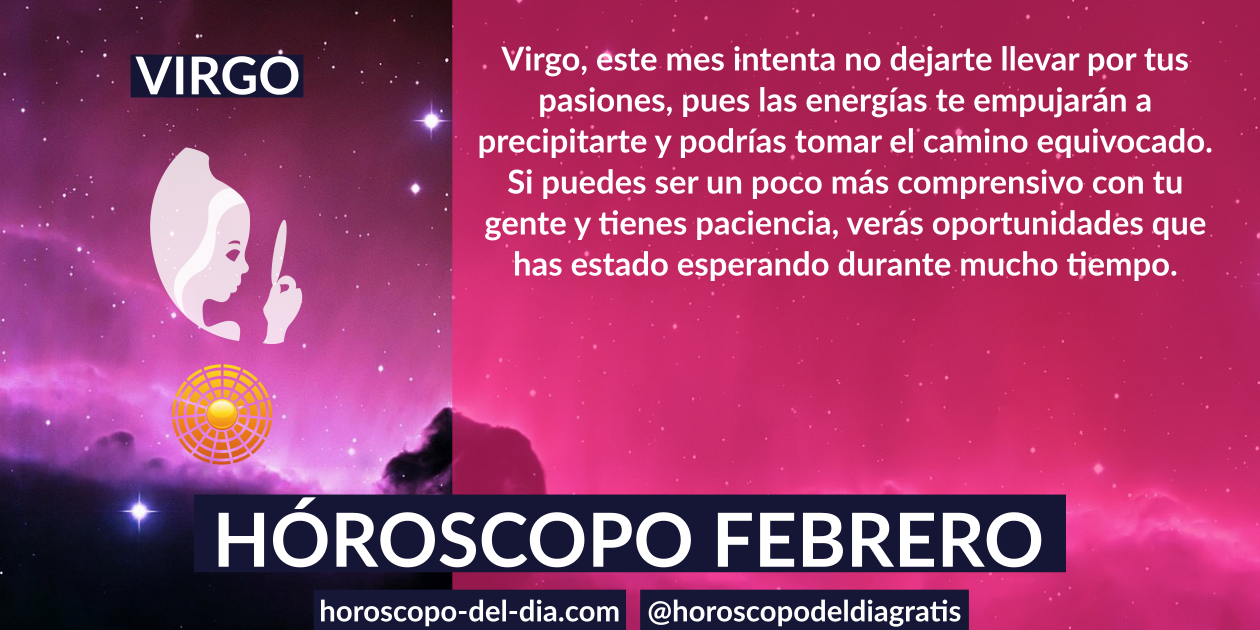 VIRGO
Virgo, este mes intenta no dejarte llevar por tus
pasiones, pues las energías te empujarán a
precipitarte y podrías tomar el camino equivocado.
Si puedes ser un poco más comprensivo con tu
gente y tienes paciencia, verás oportunidades que
has estado esperando durante mucho tiempo.
HÓROSCOPO FEBRERO
horoscopo-del-dia.com
@horoscopodeldiagratis